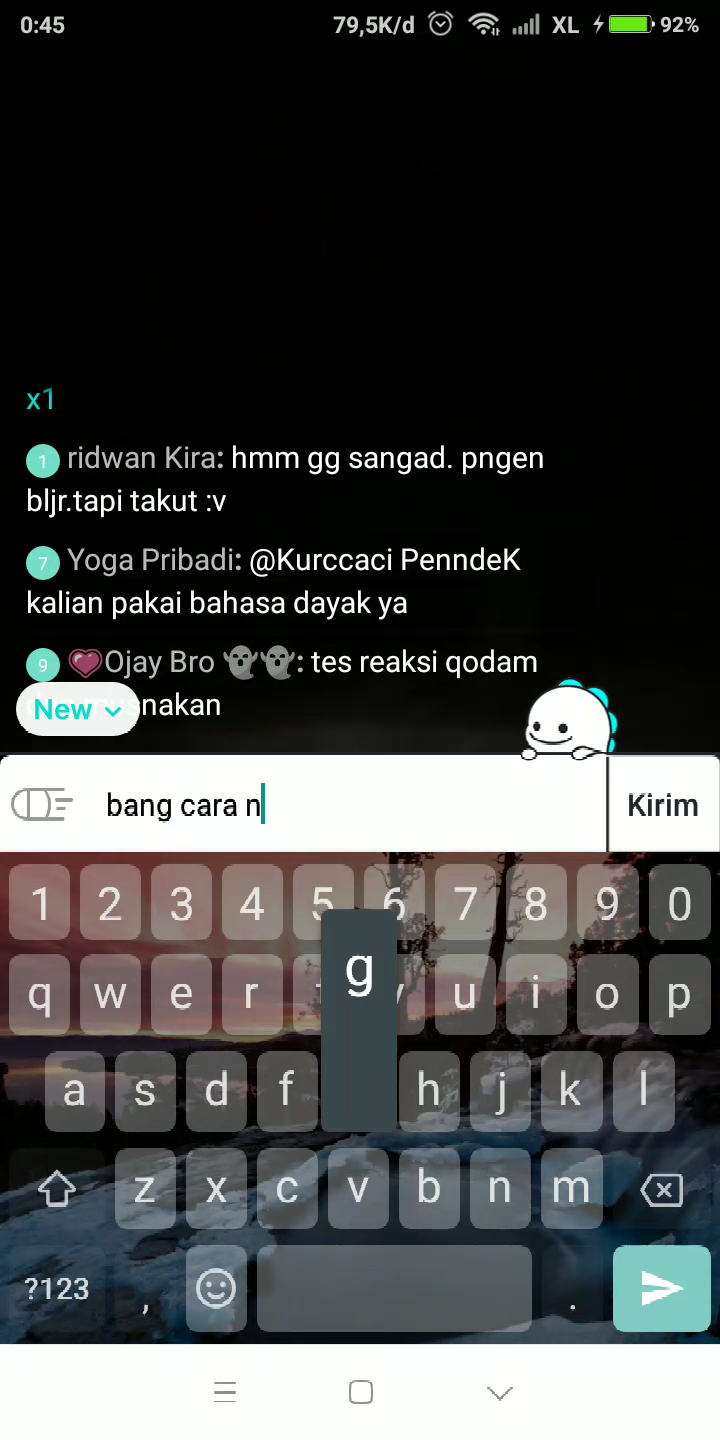 0:45 79,5K/d XL 92%
x1
1 ridwan Kira: hmm gg sangad. pngen
bljr.tapi takut :v
7 Yoga Pribadi: @Kurccaci PenndeK
kalian pakai bahasa dayak ya
9 💗Ojay Bro 👻👻: tes reaksi qodam
New snakan
bang cara n Kirim
1 2 3 4 5 6 7 8 9 0
g
q w e r u i o p
a s d f h j k l
z x c v b n m
?123 , .